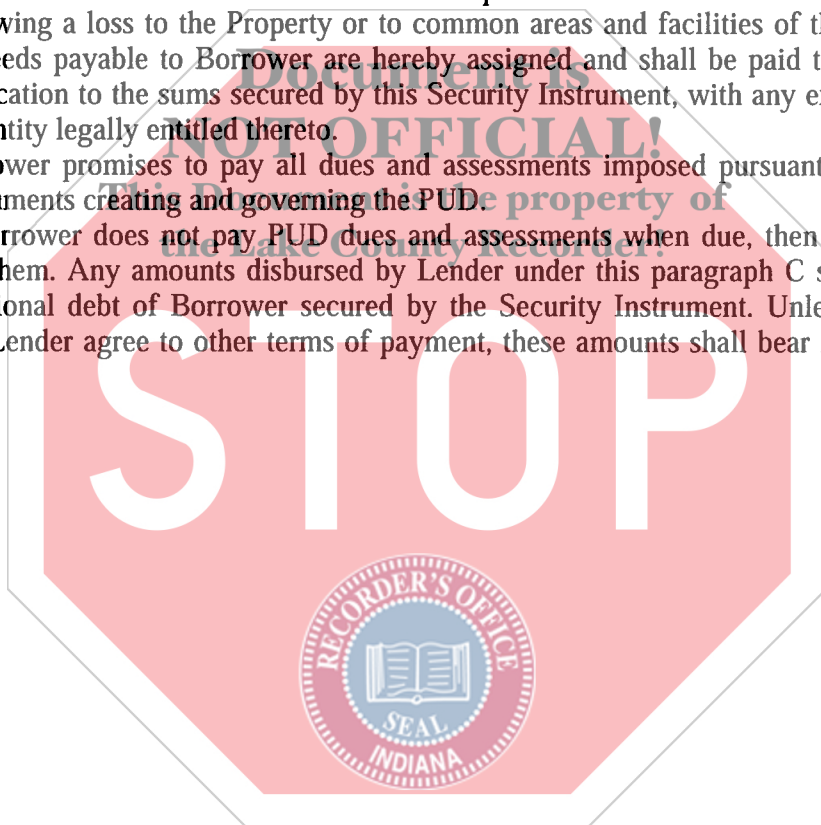 wing a loss to the Property or to common areas and facilities of t
eds payable to Borrower are hereby assigned and shall be paid t
cation to the sums secured by this Security Instrument, with any e
ntity legally entitled thereto.
ower promises to pay all dues and assessments imposed pursuant
ments creating and governing the PUD.
rrower does not pay PUD dues and assessments when due, then
hem. Any amounts disbursed by Lender under this paragraph C s
ional debt of Borrower secured by the Security Instrument. Unle
Lender agree to other terms of payment, these amounts shall bear
Document is
NOT OFFICIAL!
This Document is the property of
the Lake County Recorder!
STOP
RECORDER'S OFFICE
SEAL
INDIANA